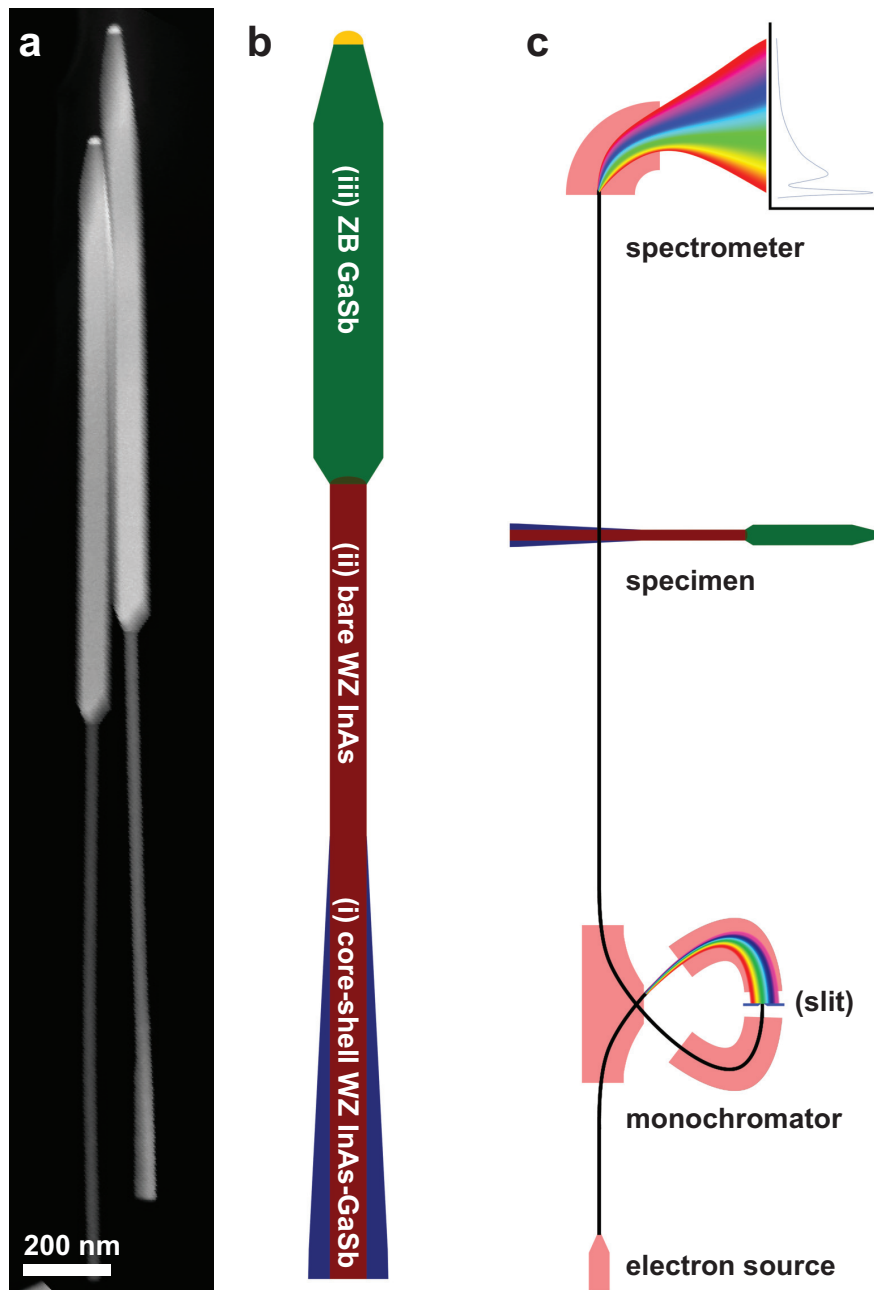 a
b
c
(iii) ZB GaSb
(ii) bare WZ InAs
(i) core-shell WZ InAs-GaSb
200 nm
spectrometer
specimen
(slit)
monochromator
electron source